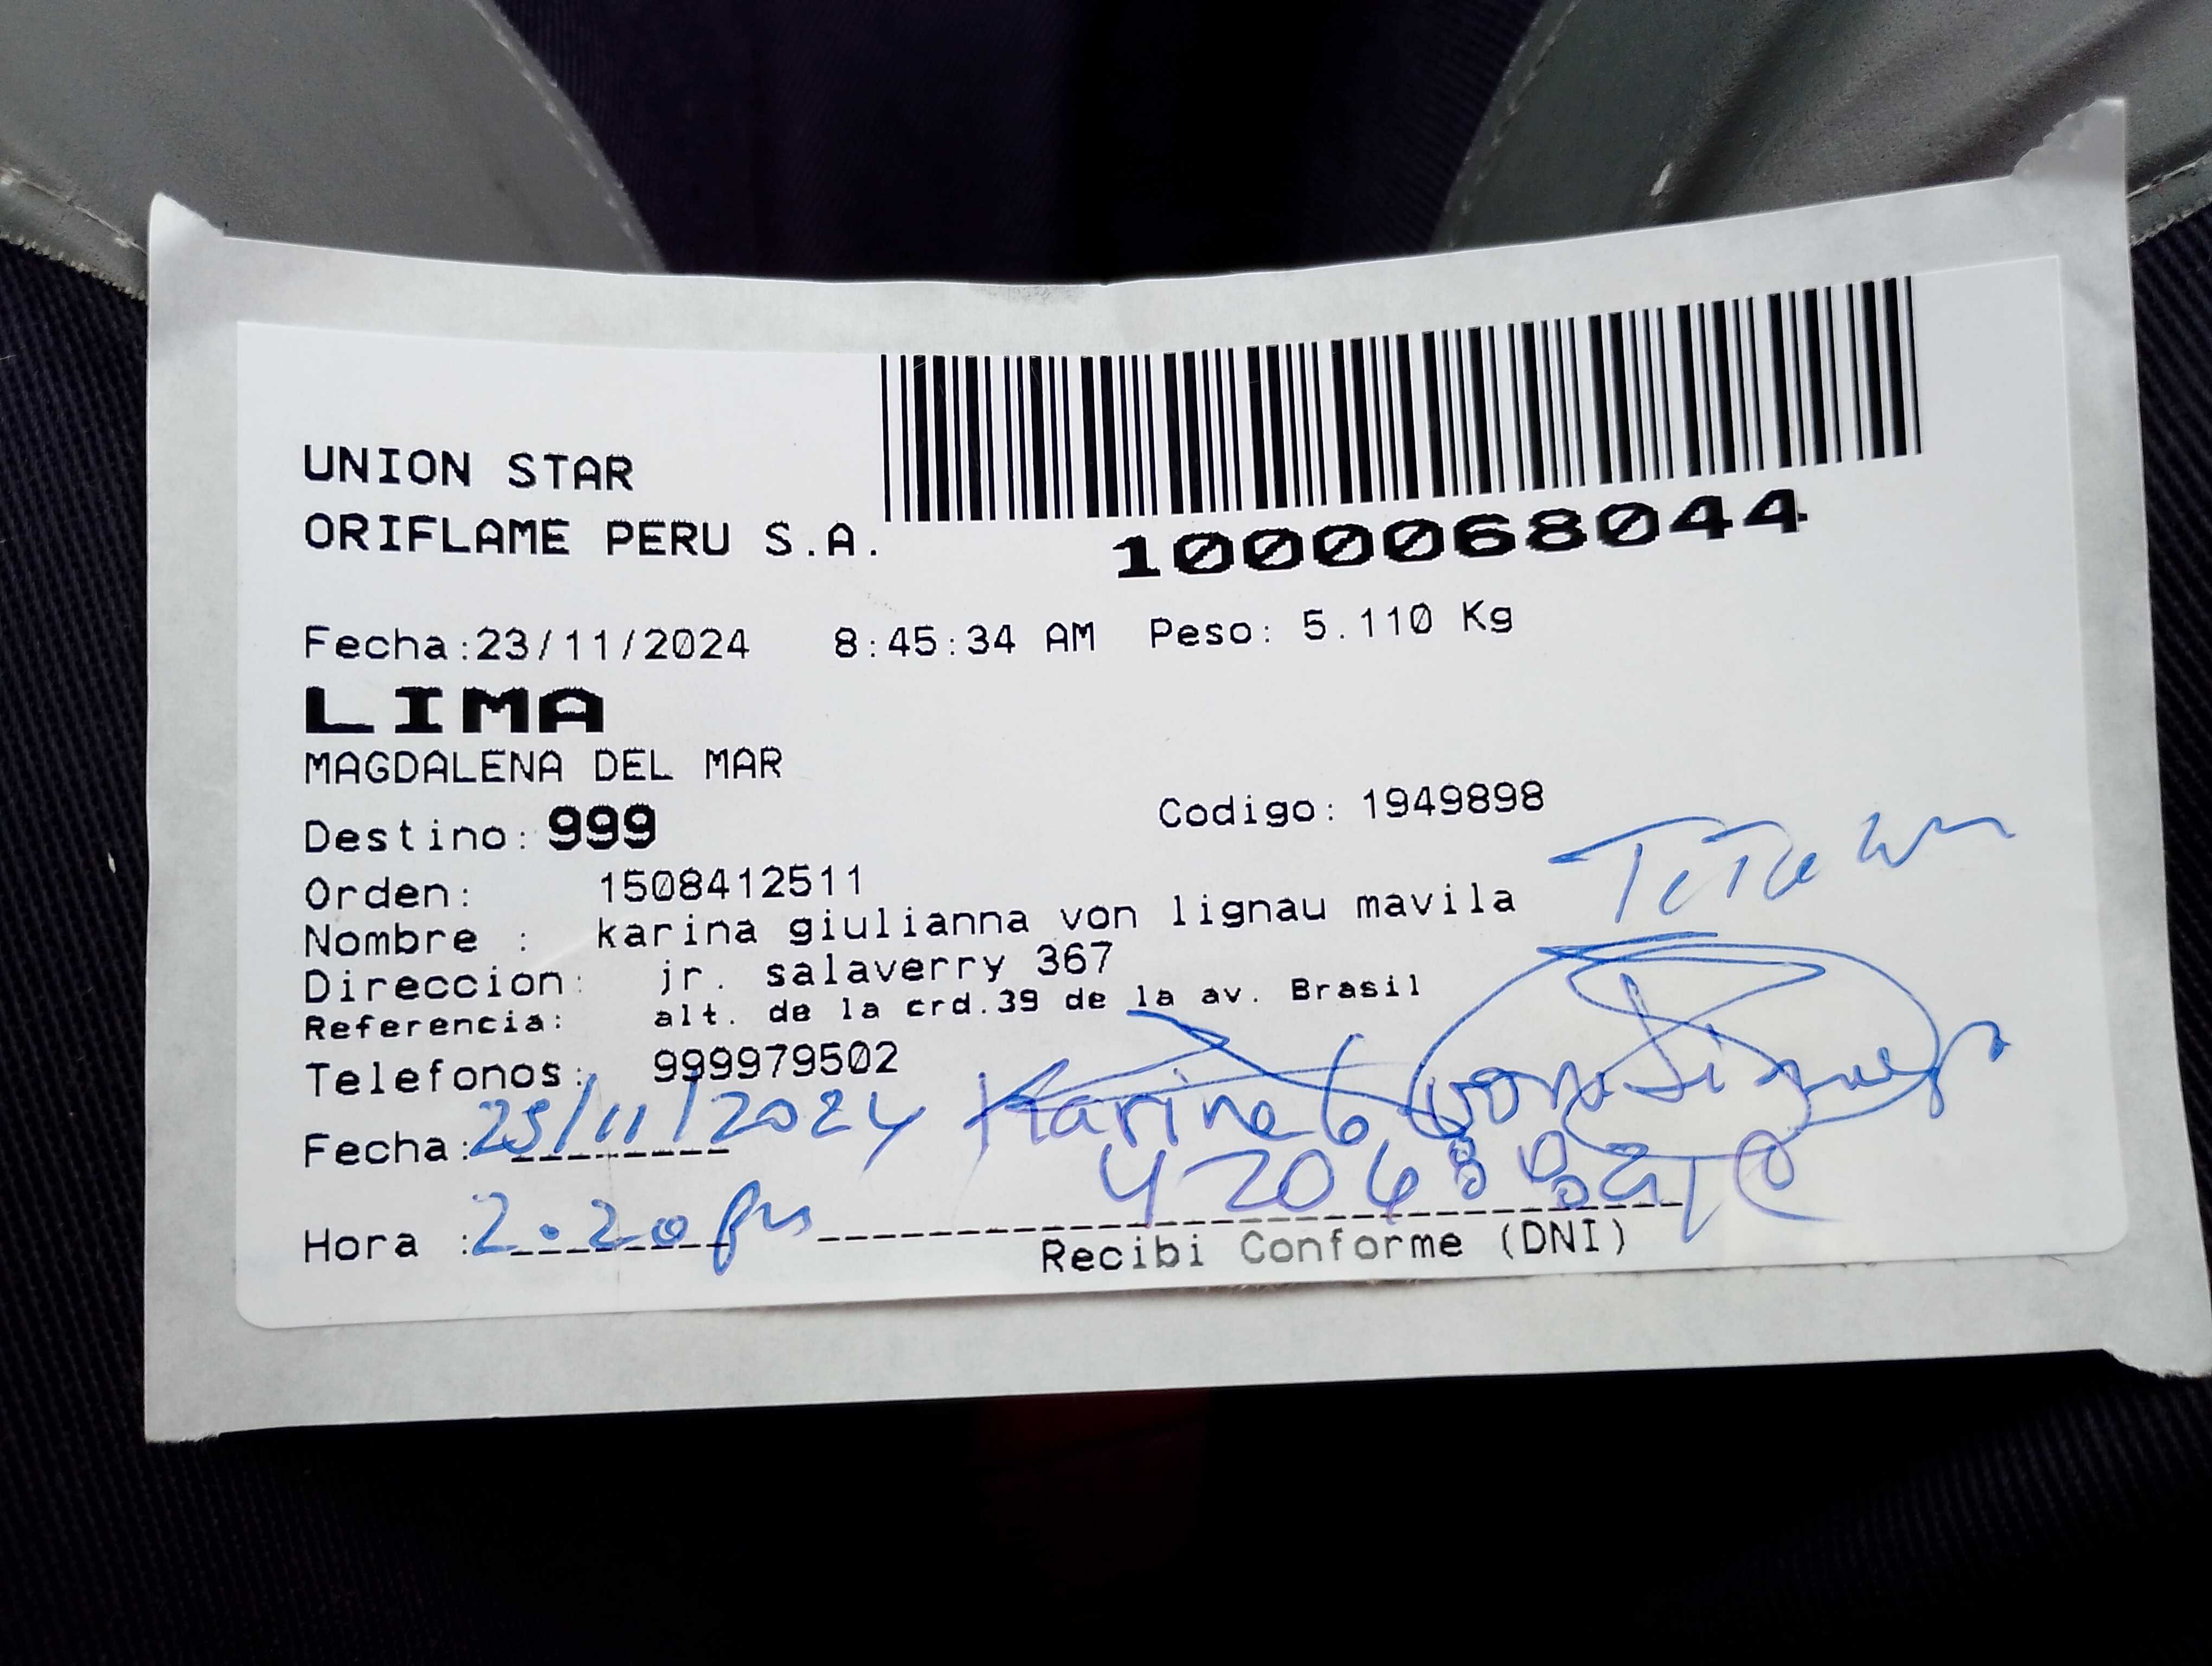 UNION STAR
ORIFLAME PERU S.A.
1000068044
Fecha:23/11/2024 8:45:34 AM Peso: 5.110 Kg
LIMA
MAGDALENA DEL MAR
Destino: 999 Codigo: 1949898
Orden: 1508412511
Nombre : karina giulianna von lignau mavila
Titular
Direccion: jr. salaverry 367
Referencia: alt. de la crd.39 de la av. Brasil
Telefonos: 999979502
Fecha: 25/11/2024 Karina G von
Hora : 2.20 pm
Recibi Conforme (DNI)